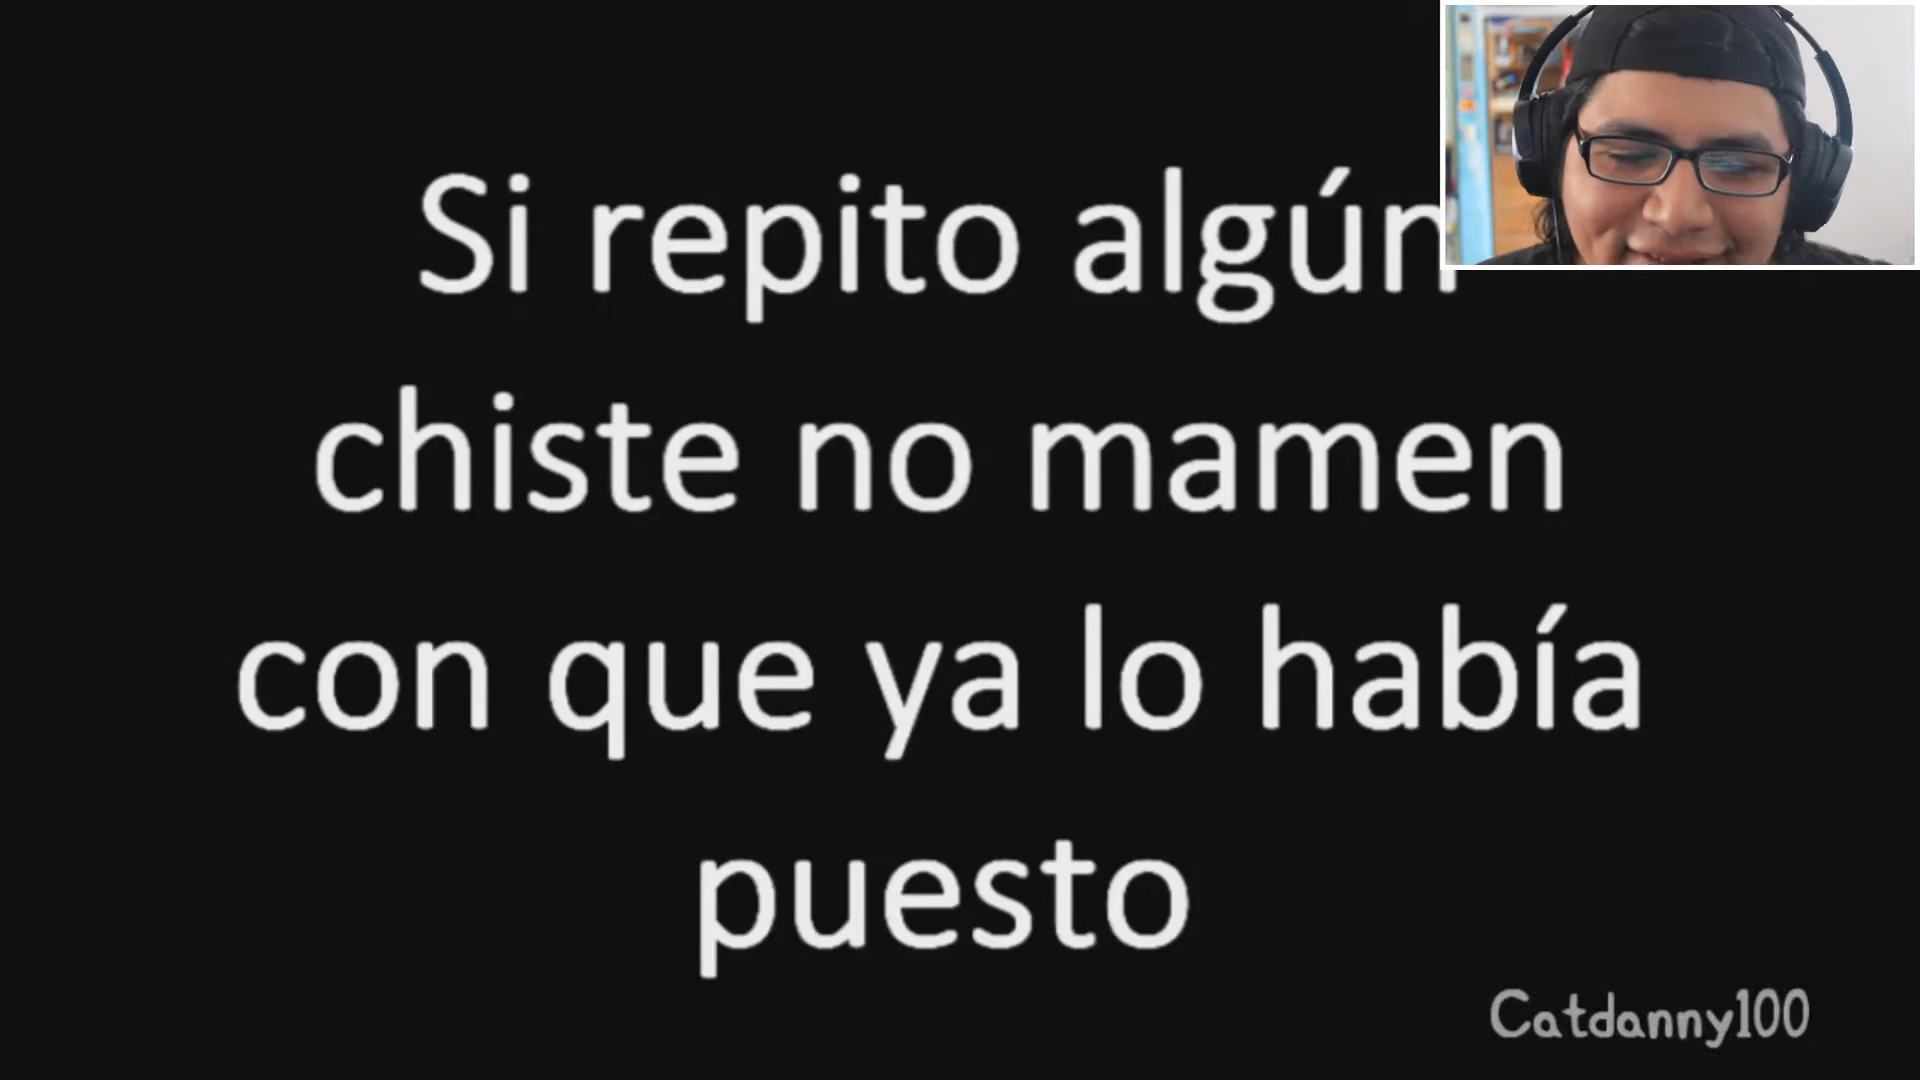 Si repito algún
chiste no mamen
con que ya lo había
puesto
Catdanny100